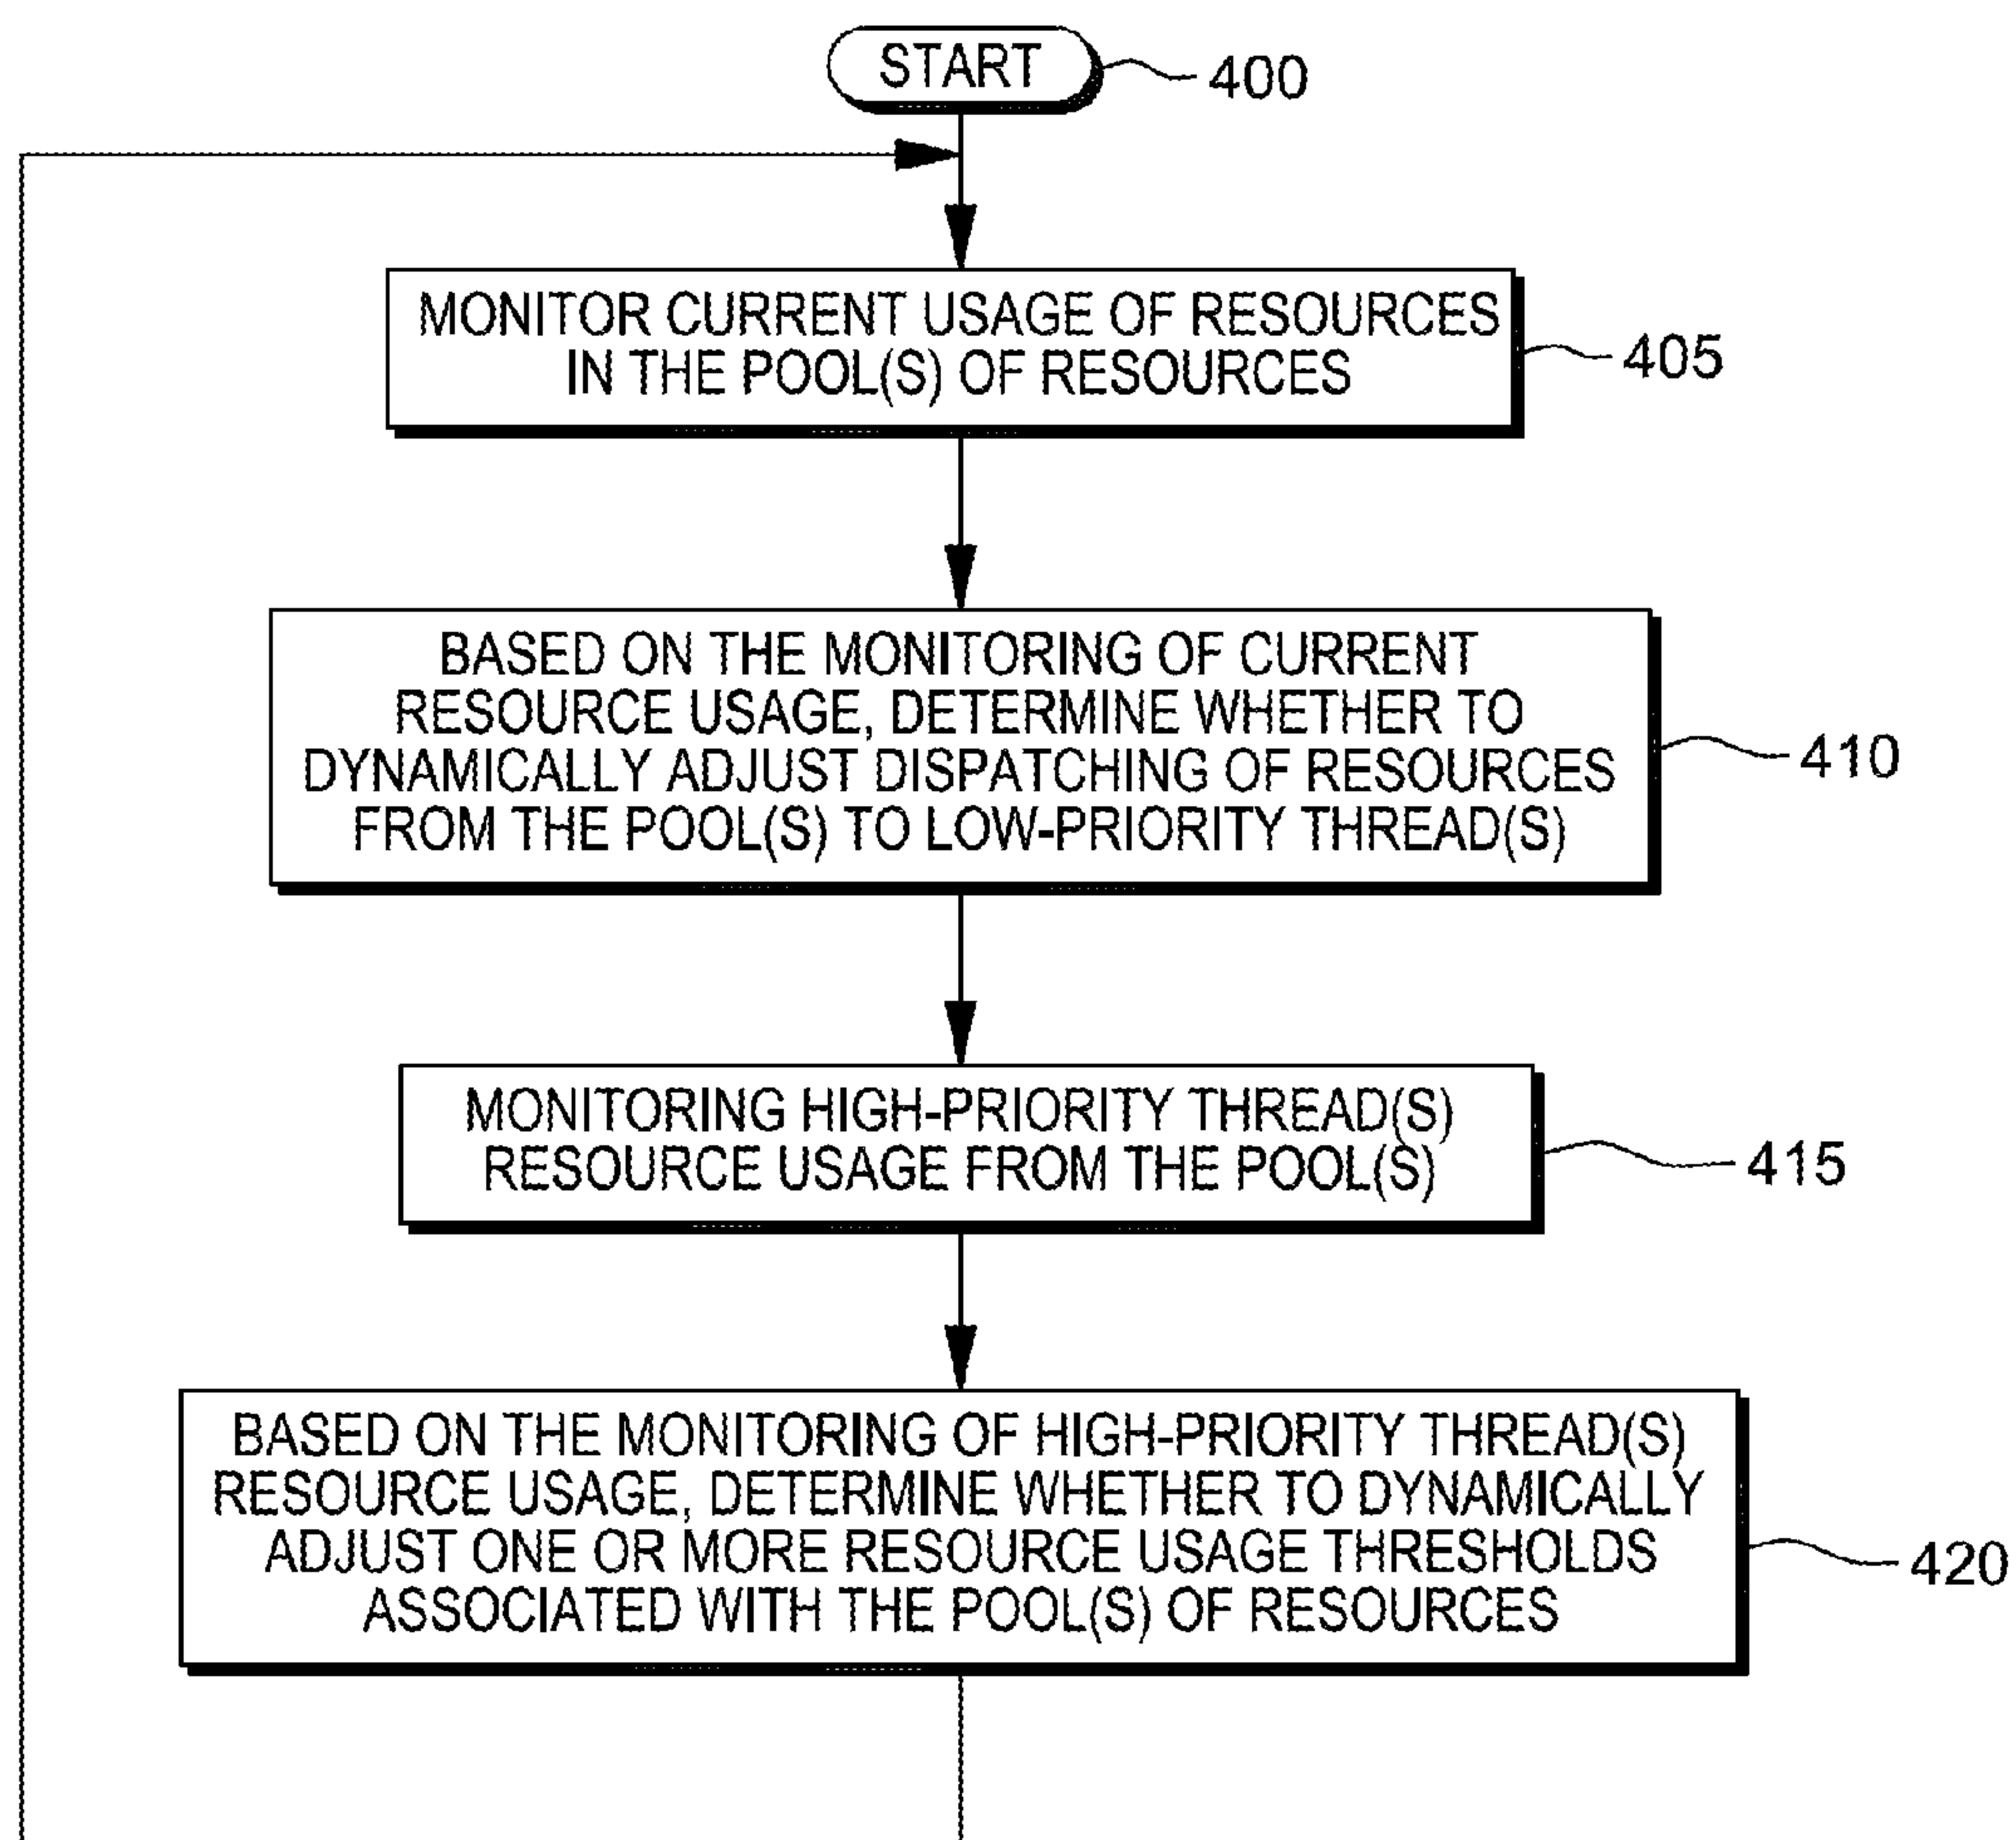 START
400
MONITOR CURRENT USAGE OF RESOURCES
IN THE POOL(S) OF RESOURCES
405
BASED ON THE MONITORING OF CURRENT
RESOURCE USAGE, DETERMINE WHETHER TO
DYNAMICALLY ADJUST DISPATCHING OF RESOURCES
FROM THE POOL(S) TO LOW-PRIORITY THREAD(S)
410
MONITORING HIGH-PRIORITY THREAD(S)
RESOURCE USAGE FROM THE POOL(S)
415
BASED ON THE MONITORING OF HIGH-PRIORITY THREAD(S)
RESOURCE USAGE, DETERMINE WHETHER TO DYNAMICALLY
ADJUST ONE OR MORE RESOURCE USAGE THRESHOLDS
ASSOCIATED WITH THE POOL(S) OF RESOURCES
420